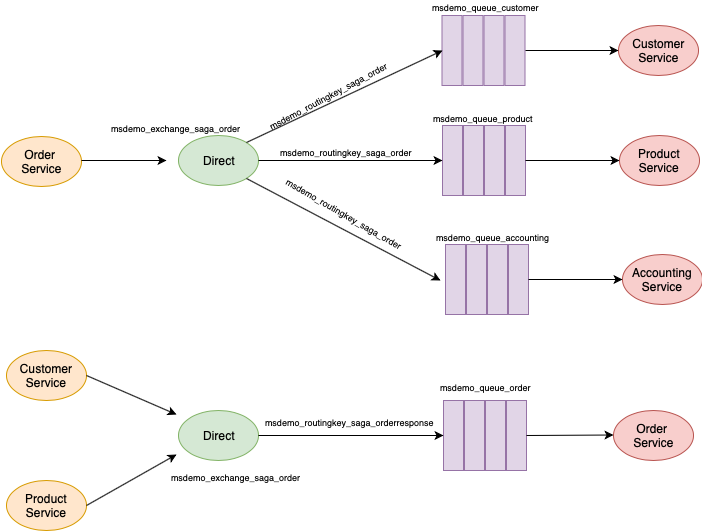 msdemo_queue_customer
Customer
Service
msdemo_routingkey_saga_order
msdemo_exchange_saga_order
Order
Service
Direct
msdemo_routingkey_saga_order
msdemo_queue_product
Product
Service
msdemo_routingkey_saga_order
msdemo_queue_accounting
Accounting
Service
Customer
Service
Product
Service
Direct
msdemo_exchange_saga_order
msdemo_routingkey_saga_orderresponse
msdemo_queue_order
Order
Service